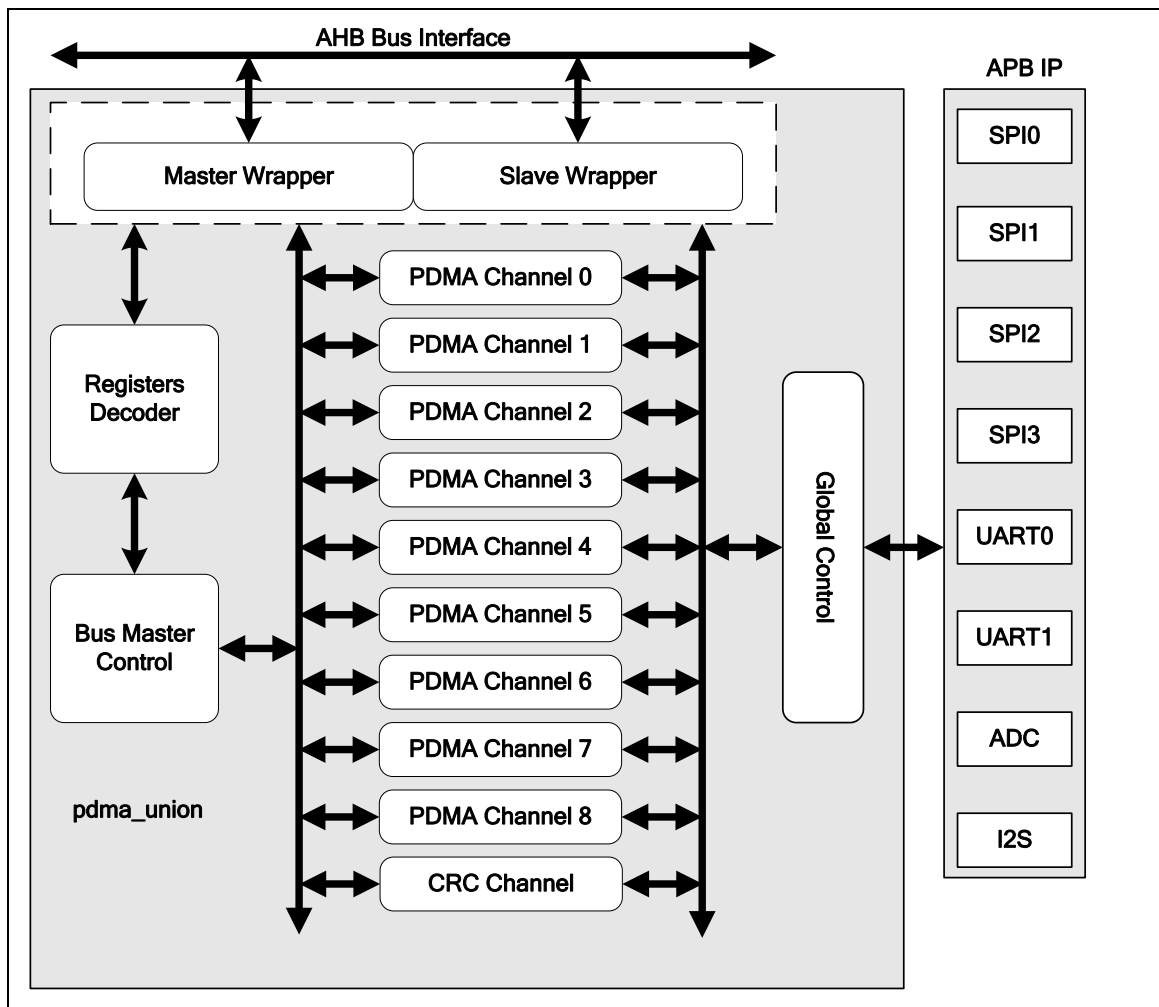 AHB Bus Interface
APB IP
Master Wrapper
Slave Wrapper
PDMA Channel 0
PDMA Channel 1
PDMA Channel 2
PDMA Channel 3
PDMA Channel 4
PDMA Channel 5
PDMA Channel 6
PDMA Channel 7
PDMA Channel 8
CRC Channel
Registers
Decoder
Bus Master
Control
pdma_union
Global Control
SPI0
SPI1
SPI2
SPI3
UART0
UART1
ADC
I2S